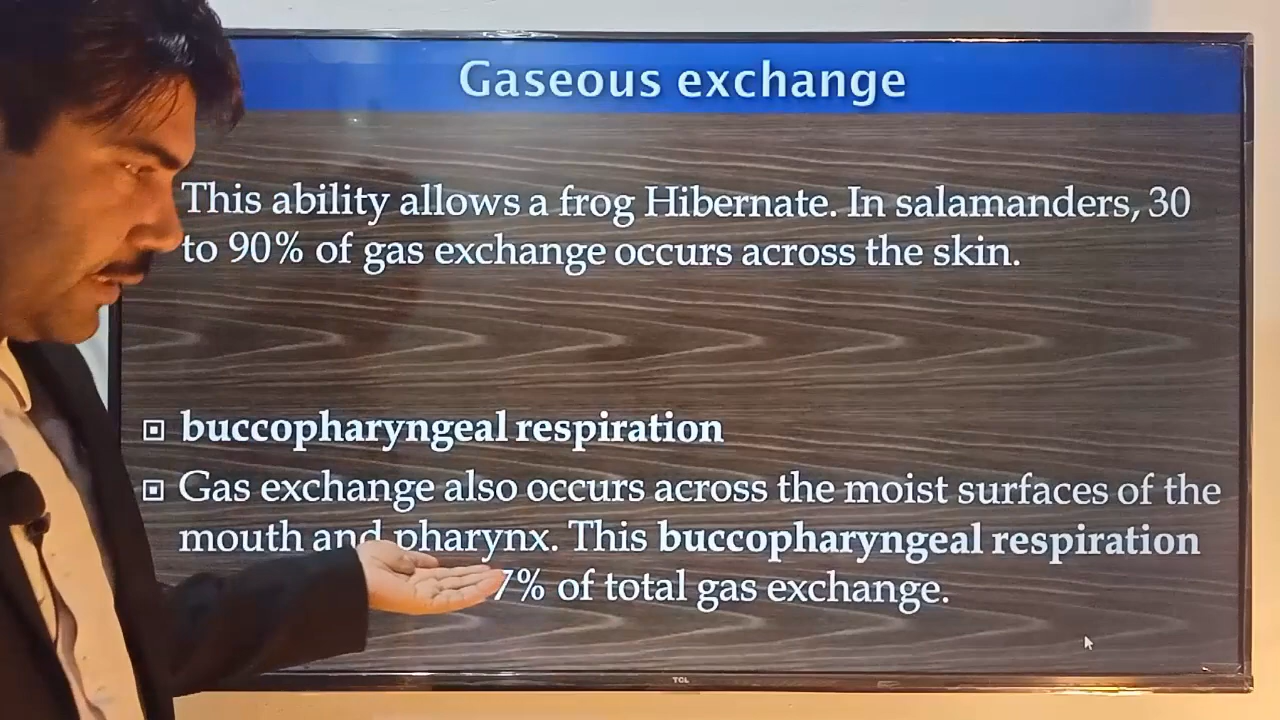 Gaseous exchange
This ability allows a frog Hibernate. In salamanders, 30
to 90% of gas exchange occurs across the skin.
buccopharyngeal respiration
Gas exchange also occurs across the moist surfaces of the
mouth and pharynx. This buccopharyngeal respiration
7% of total gas exchange.
TCL